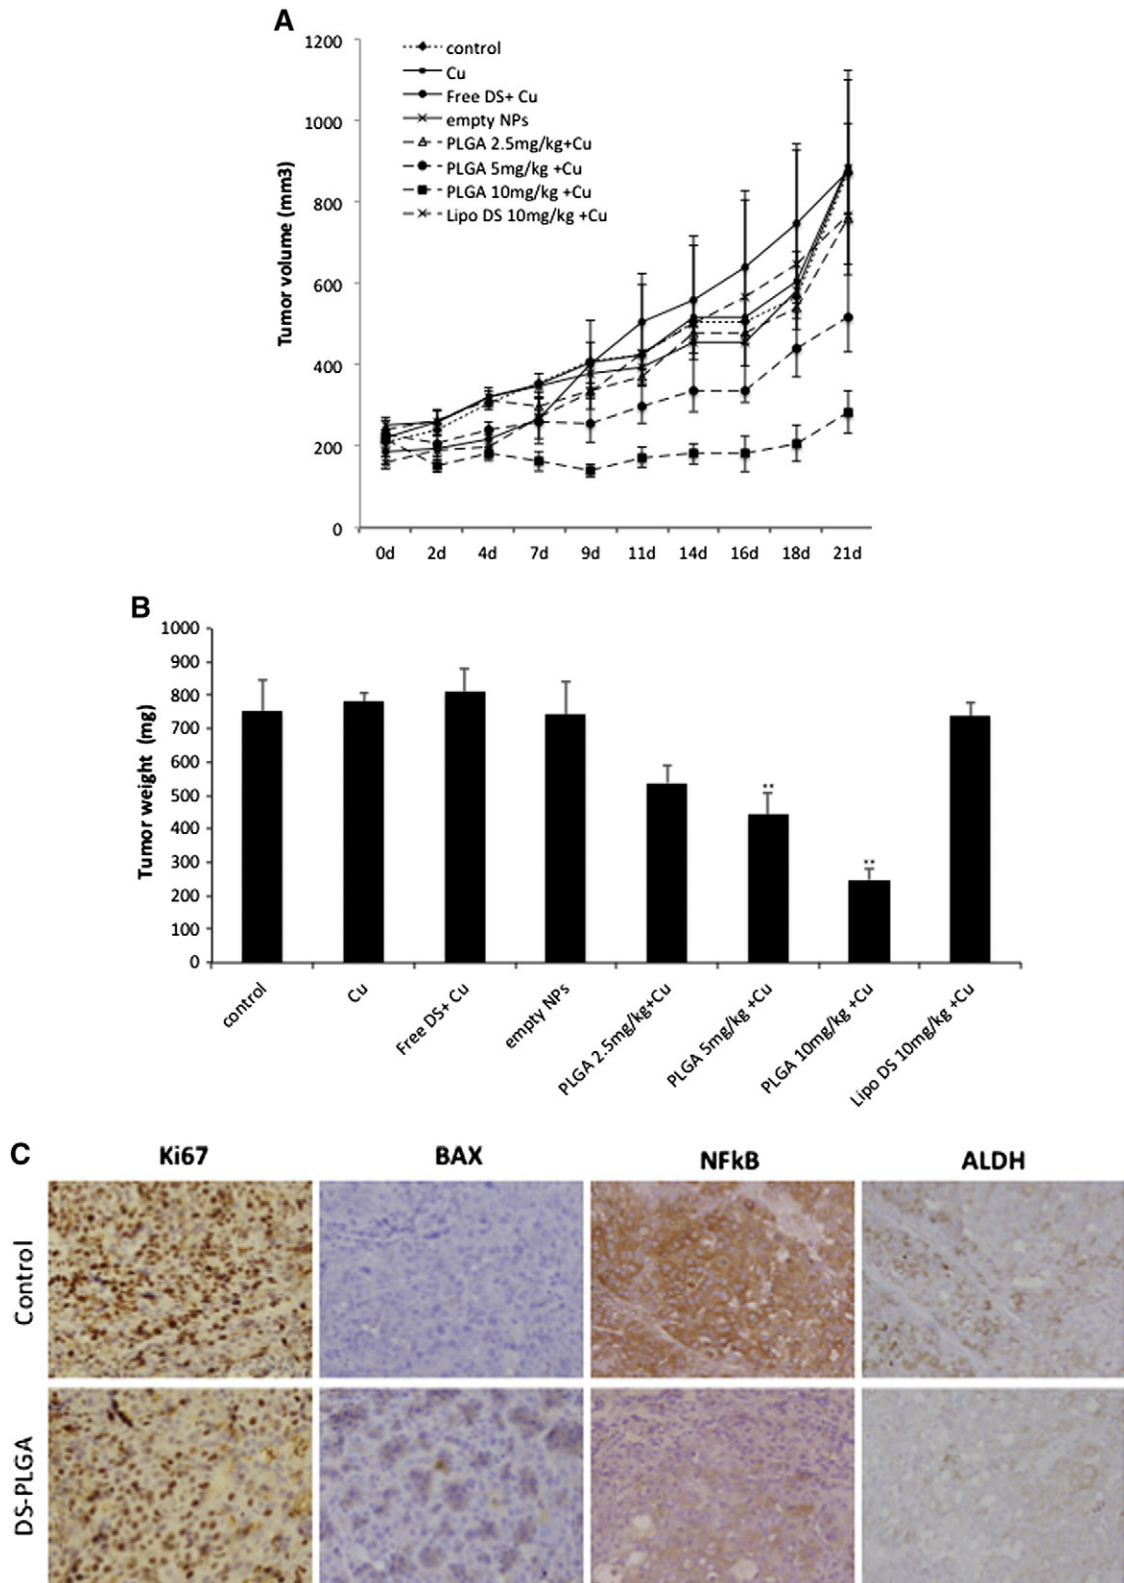 A
Tumor volume (mm3)
1200
1000
800
600
400
200
0
control
Cu
Free DS+ Cu
empty NPs
PLGA 2.5mg/kg+Cu
PLGA 5mg/kg +Cu
PLGA 10mg/kg +Cu
Lipo DS 10mg/kg +Cu
0d 2d 4d 7d 9d 11d 14d 16d 18d 21d
B
Tumor weight (mg)
1000
900
800
700
600
500
400
300
200
100
0
**
**
control
Cu
Free DS+ Cu
empty NPs
PLGA 2.5mg/kg+Cu
PLGA 5mg/kg +Cu
PLGA 10mg/kg +Cu
Lipo DS 10mg/kg +Cu
C
Ki67 BAX NFkB ALDH
Control
DS-PLGA